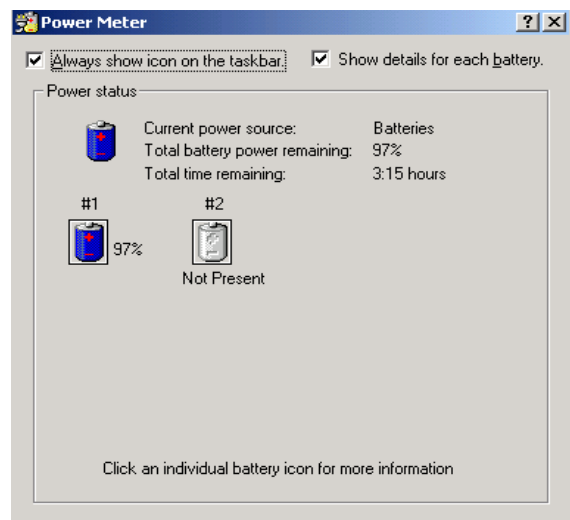 Power Meter
Always show icon on the taskbar. Show details for each battery.
Power status
Current power source: Batteries
Total battery power remaining: 97%
Total time remaining: 3:15 hours
#1 #2
97%
Not Present
Click an individual battery icon for more information